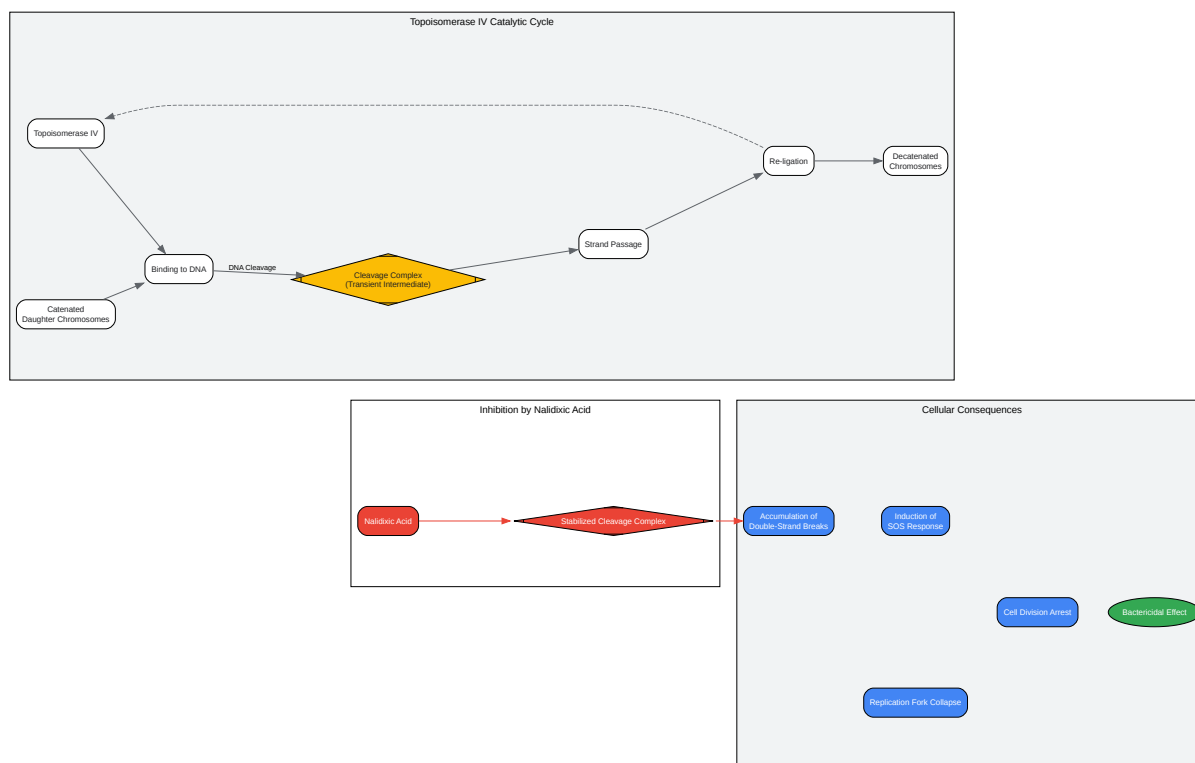 Topoisomerase IV Catalytic Cycle
Topoisomerase IV
Re-ligation
Decatenated
Chromosomes
Strand Passage
Binding to DNA
DNA Cleavage
Cleavage Complex
(Transient Intermediate)
Catenated
Daughter Chromosomes
Inhibition by Nalidixic Acid
Nalidixic Acid
Stabilized Cleavage Complex
Cellular Consequences
Accumulation of
Double-Strand Breaks
Induction of
SOS Response
Cell Division Arrest
Bactericidal Effect
Replication Fork Collapse